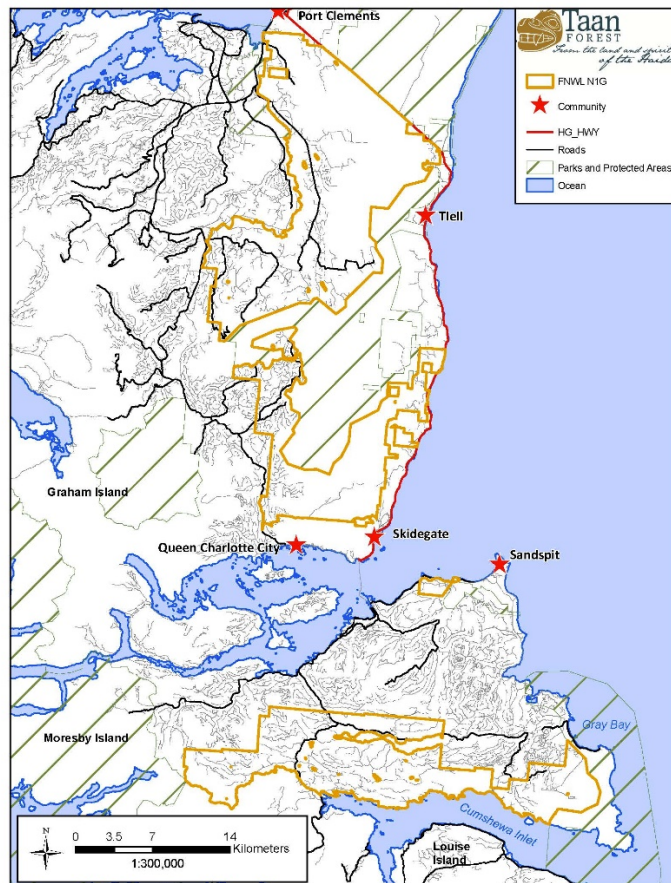 Port Clements
Taan
FOREST
From the land and spirit
of the Haida
FNWL N1G
Community
HG_HWY
Roads
Parks and Protected Areas
Ocean
Tlell
Graham Island
Queen Charlotte City
Skidegate
Sandspit
Moresby Island
Gray Bay
Cumshewa Inlet
Louise
Island
N
0 3.5 7 14
Kilometers
1:300,000